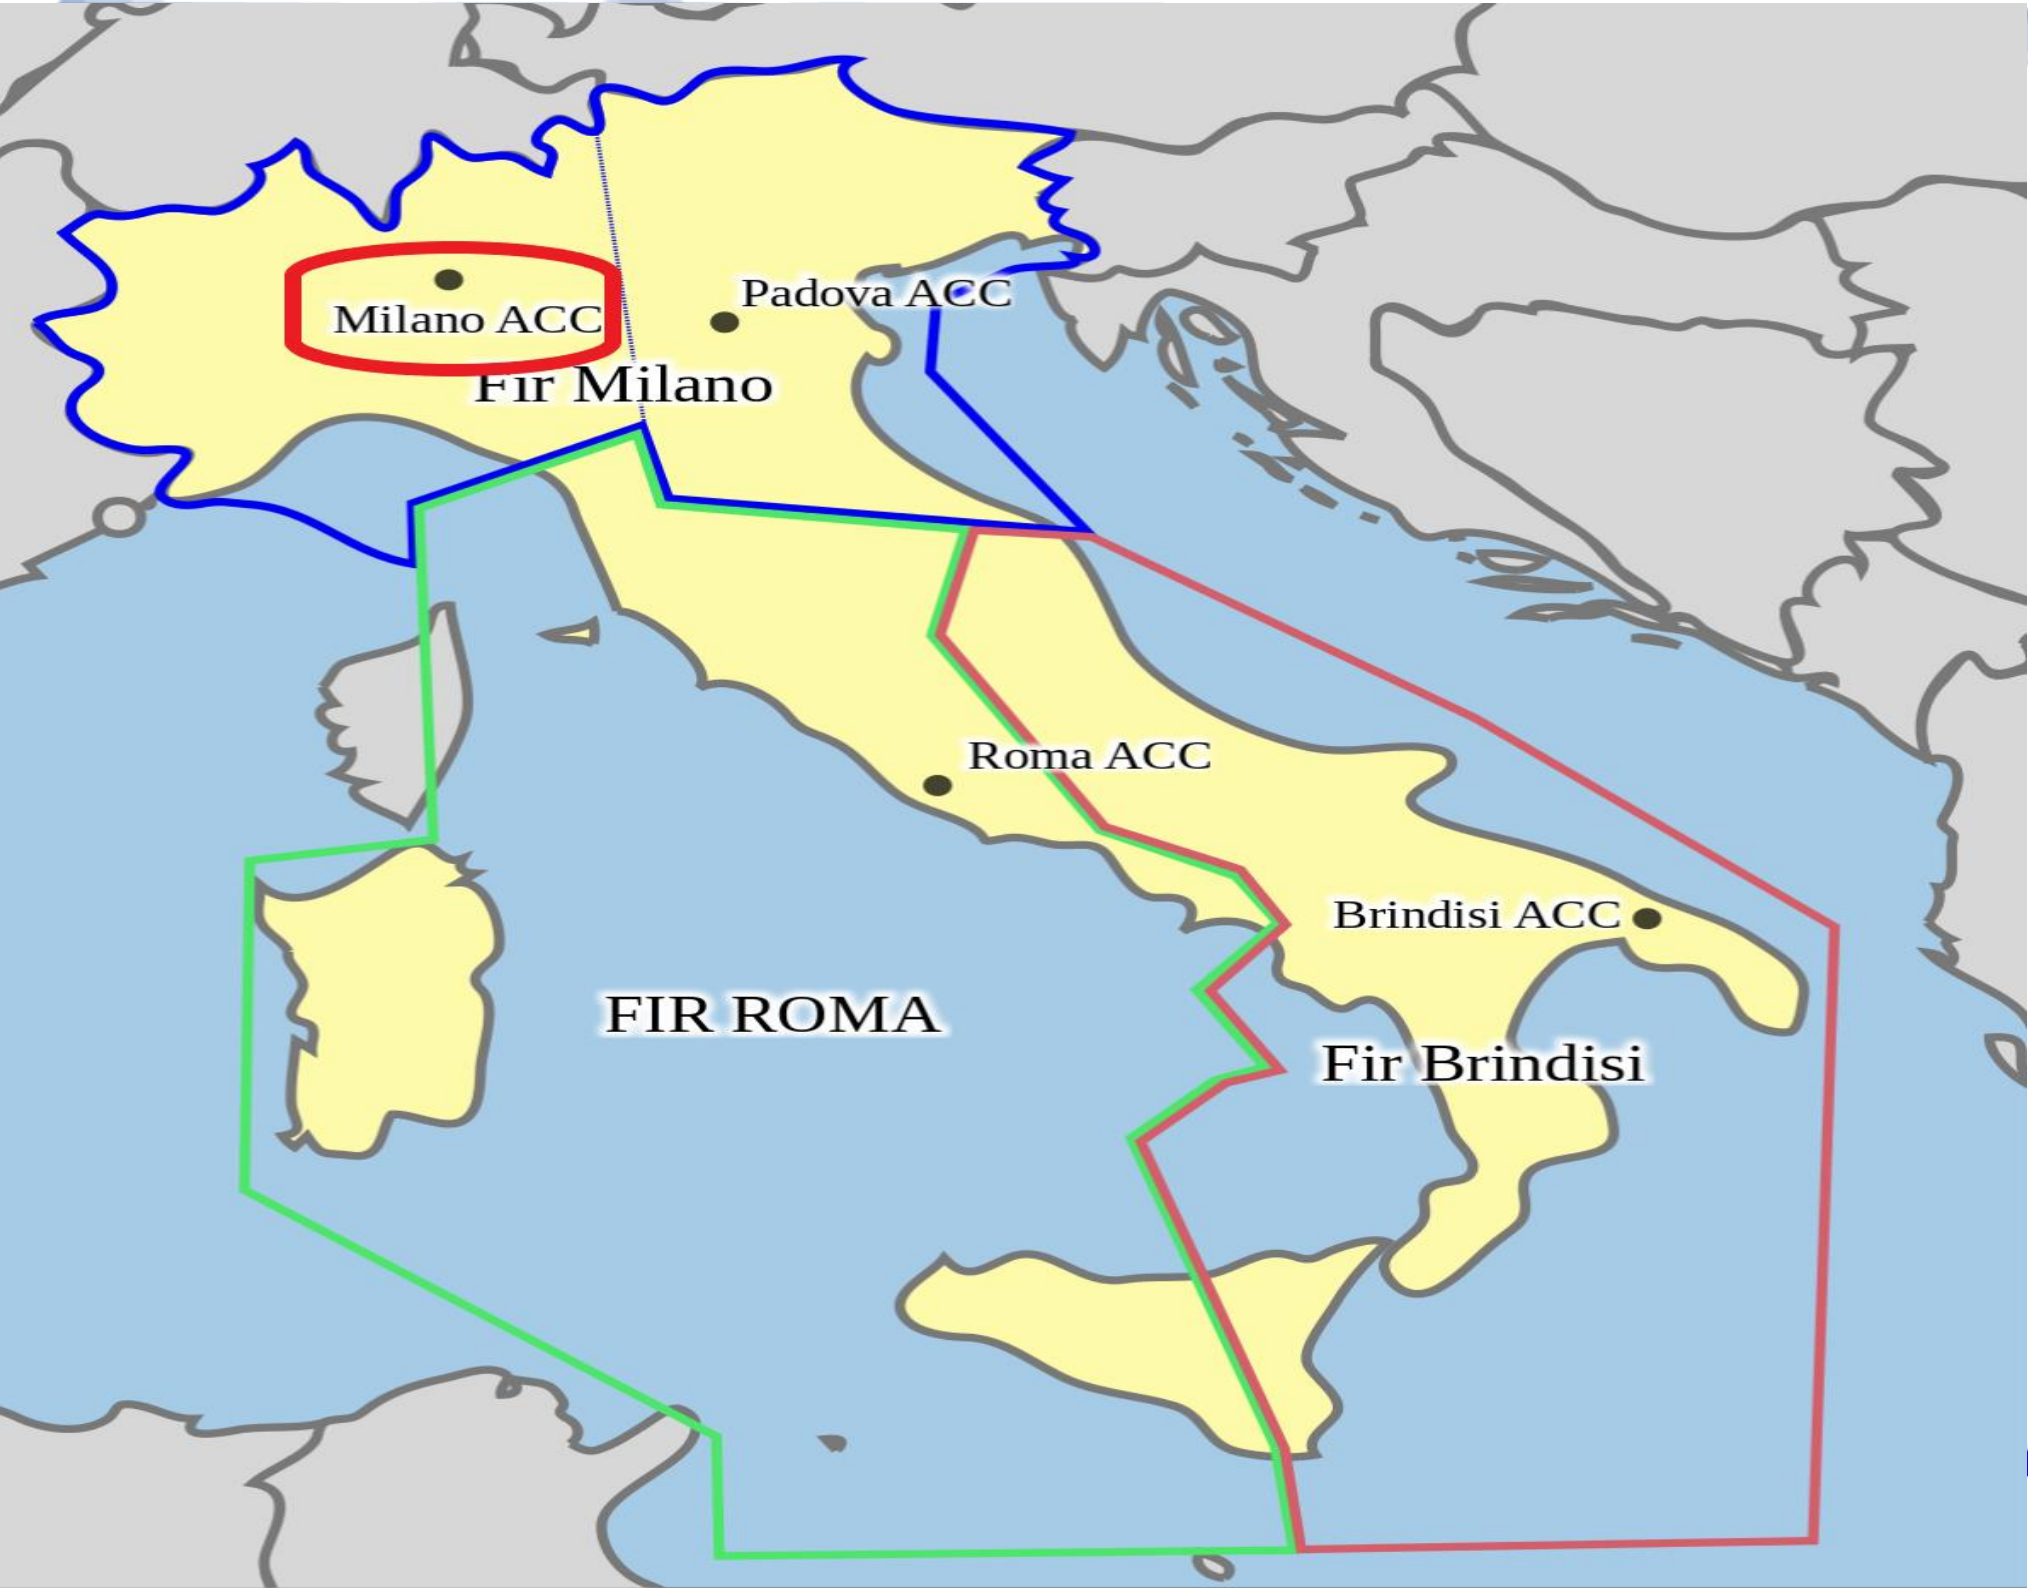 Padova ACC
Milano ACC
Fir Milano
Roma ACC
Brindisi ACC
FIR ROMA
Fir Brindisi